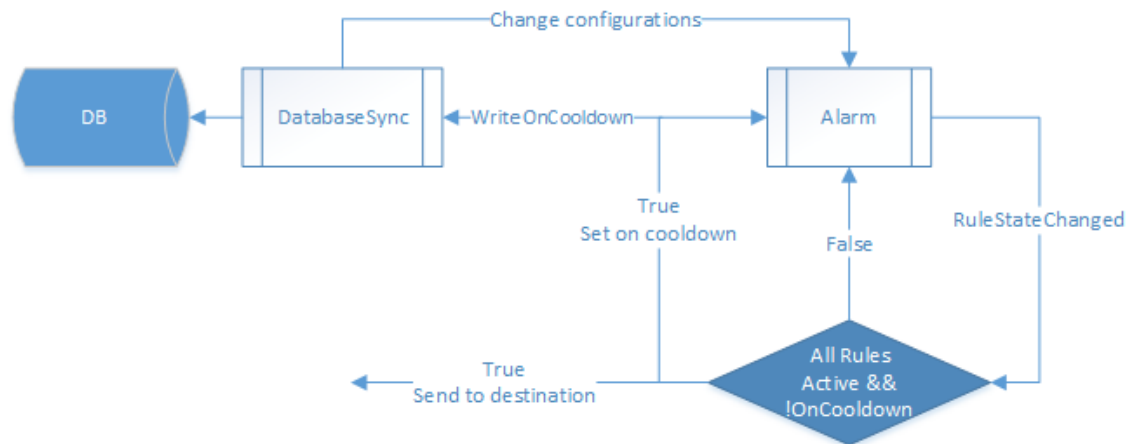 Change configurations
DB
DatabaseSync
WriteOnCooldown
Alarm
True
Set on cooldown
False
RuleStateChanged
True
Send to destination
All Rules
Active &&
!OnCooldown